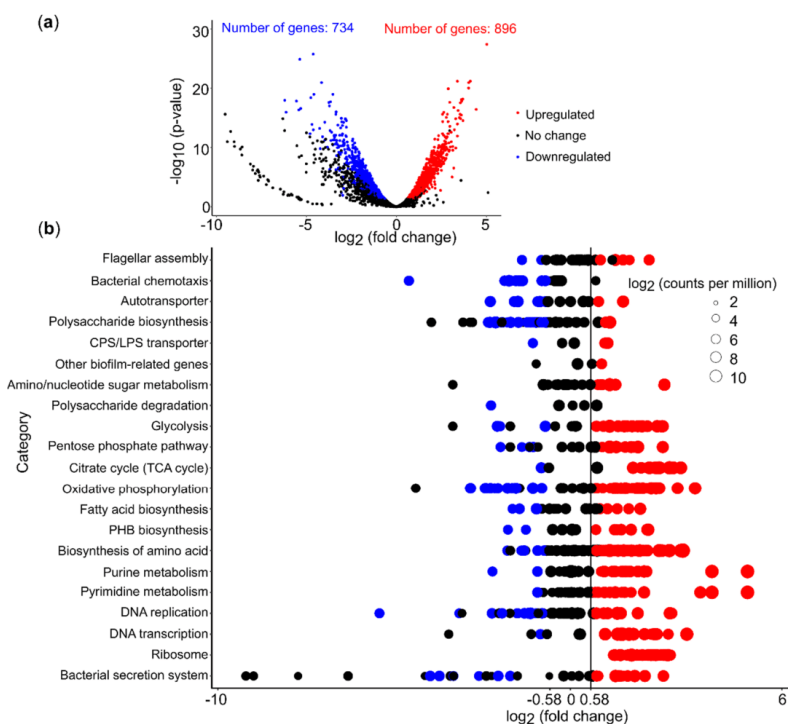 (a)
Number of genes: 734
Number of genes: 896
30
20
10
0
-log10 (p-value)
-10
-5
0
5
log2 (fold change)
Upregulated
No change
Downregulated
(b)
Category
Flagellar assembly
Bacterial chemotaxis
Autotransporter
Polysaccharide biosynthesis
CPS/LPS transporter
Other biofilm-related genes
Amino/nucleotide sugar metabolism
Polysaccharide degradation
Glycolysis
Pentose phosphate pathway
Citrate cycle (TCA cycle)
Oxidative phosphorylation
Fatty acid biosynthesis
PHB biosynthesis
Biosynthesis of amino acid
Purine metabolism
Pyrimidine metabolism
DNA replication
DNA transcription
Ribosome
Bacterial secretion system
log2 (counts per million)
2
4
6
8
10
-10
-0.58
0
0.58
6
log2 (fold change)